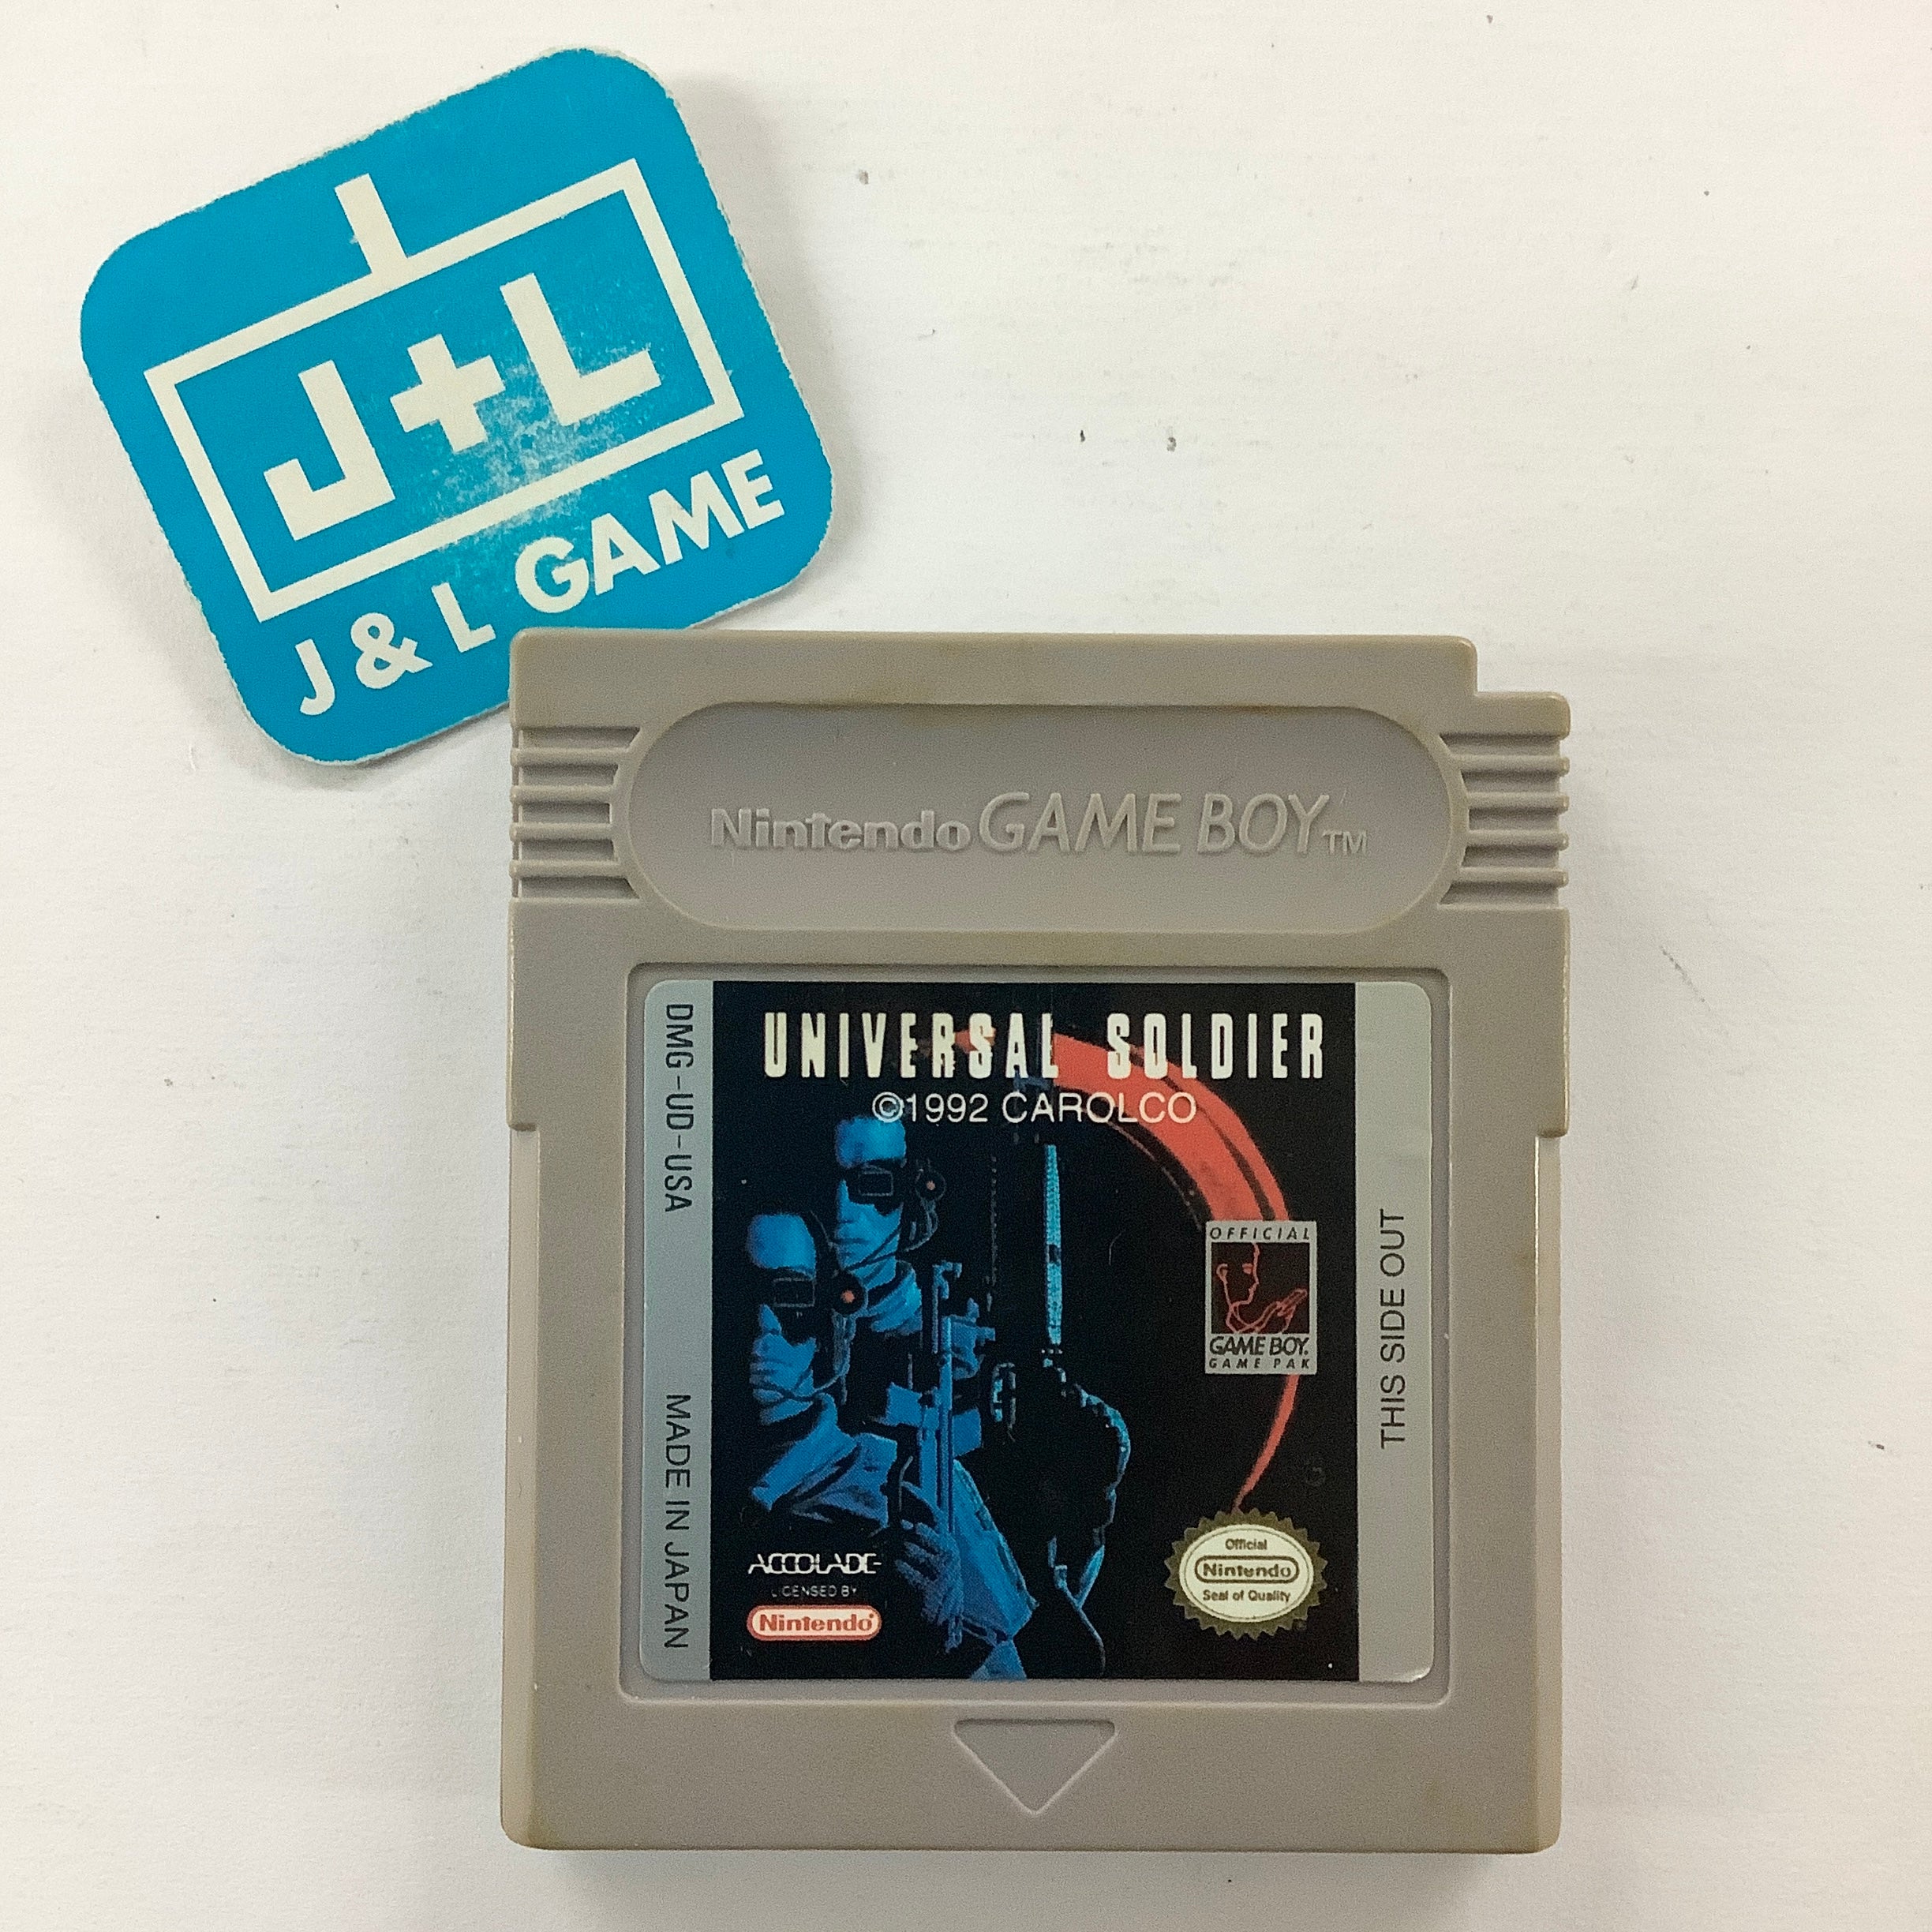 J+L
J & L GAME
Nintendo GAME BOY TM
DMG-UD-USA
MADE IN JAPAN
UNIVERSAL SOLDIER
©1992 CAROLCO
OFFICIAL
GAME BOY
GAME PAK
THIS SIDE OUT
ACCOLADE
LICENSED BY
Nintendo®
Official
Nintendo
Seal of Quality